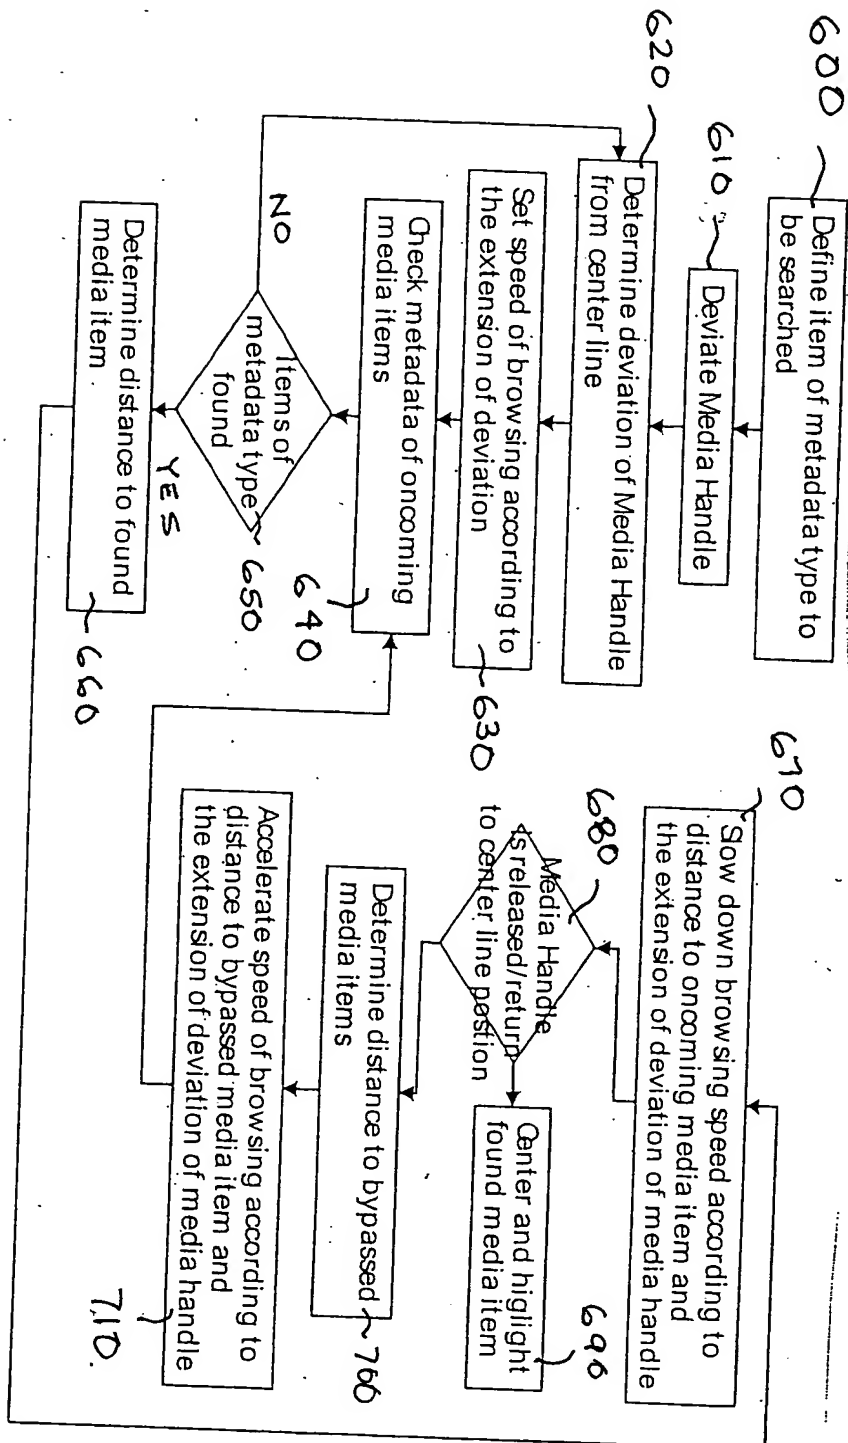 600
Define item of metadata type to
be searched
610
Deviate Media Handle
620
Determine deviation of Media Handle
from center line
Set speed of browsing according to
the extension of deviation
630
Check metadata of oncoming
media items
640
Items of
metadata type
found
650
NO
YES
Determine distance to found
media item
660
670
Slow down browsing speed according to
distance to oncoming media item and
the extension of deviation of media handle
680
Media Handle
is released/return
to center line postion
Center and higlight
found media item
690
Determine distance to bypassed
media items
700
Accelerate speed of browsing according to
distance to bypassed media item and
the extension of deviation of media handle
710.